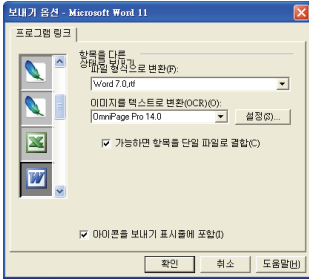 보내기 옵션 - Microsoft Word 11
프로그램 링크
항목을 다른
상태로 보내기
파일 형식으로 변환(F):
Word 7.0,rtf
이미지를 텍스트로 변환(OCR)(O):
OmniPage Pro 14.0
설정(S)...
가능하면 항목을 단일 파일로 결합(C)
아이콘을 보내기 표시줄에 포함(I)
확인
취소
도움말(H)